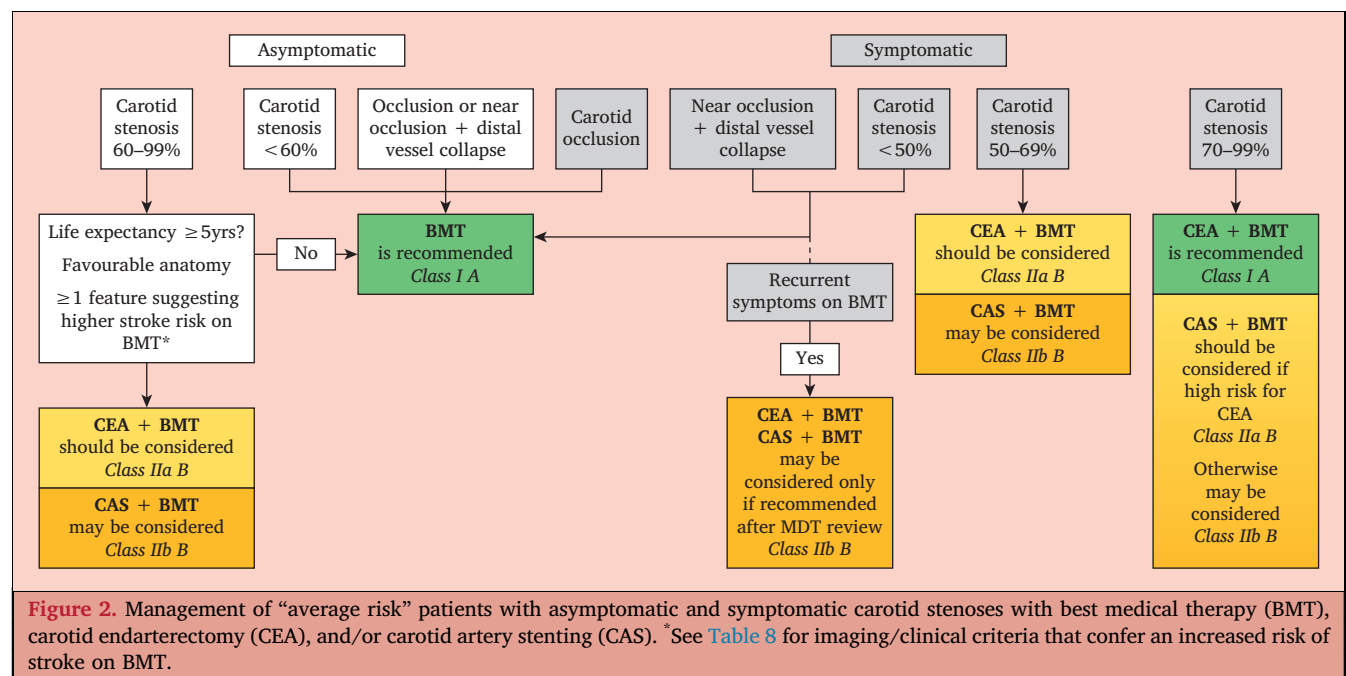 Asymptomatic
Symptomatic
Carotid
stenosis
60–99%
Carotid
stenosis
<60%
Occlusion or near
occlusion + distal
vessel collapse
Carotid
occlusion
Near occlusion
+ distal vessel
collapse
Carotid
stenosis
<50%
Carotid
stenosis
50–69%
Carotid
stenosis
70–99%
Life expectancy ≥5yrs?
Favourable anatomy
≥1 feature suggesting
higher stroke risk on
BMT*
No
BMT
is recommended
Class I A
Recurrent
symptoms on BMT
Yes
CEA + BMT
should be considered
Class IIa B
CAS + BMT
may be considered
Class IIb B
CEA + BMT
is recommended
Class I A
CAS + BMT
should be
considered if
high risk for
CEA
Class IIa B
Otherwise
may be
considered
Class IIb B
CEA + BMT
should be considered
Class IIa B
CAS + BMT
may be considered
Class IIb B
CEA + BMT
CAS + BMT
may be
considered only
if recommended
after MDT review
Class IIb B
Figure 2. Management of “average risk” patients with asymptomatic and symptomatic carotid stenoses with best medical therapy (BMT),
carotid endarterectomy (CEA), and/or carotid artery stenting (CAS). *See Table 8 for imaging/clinical criteria that confer an increased risk of
stroke on BMT.